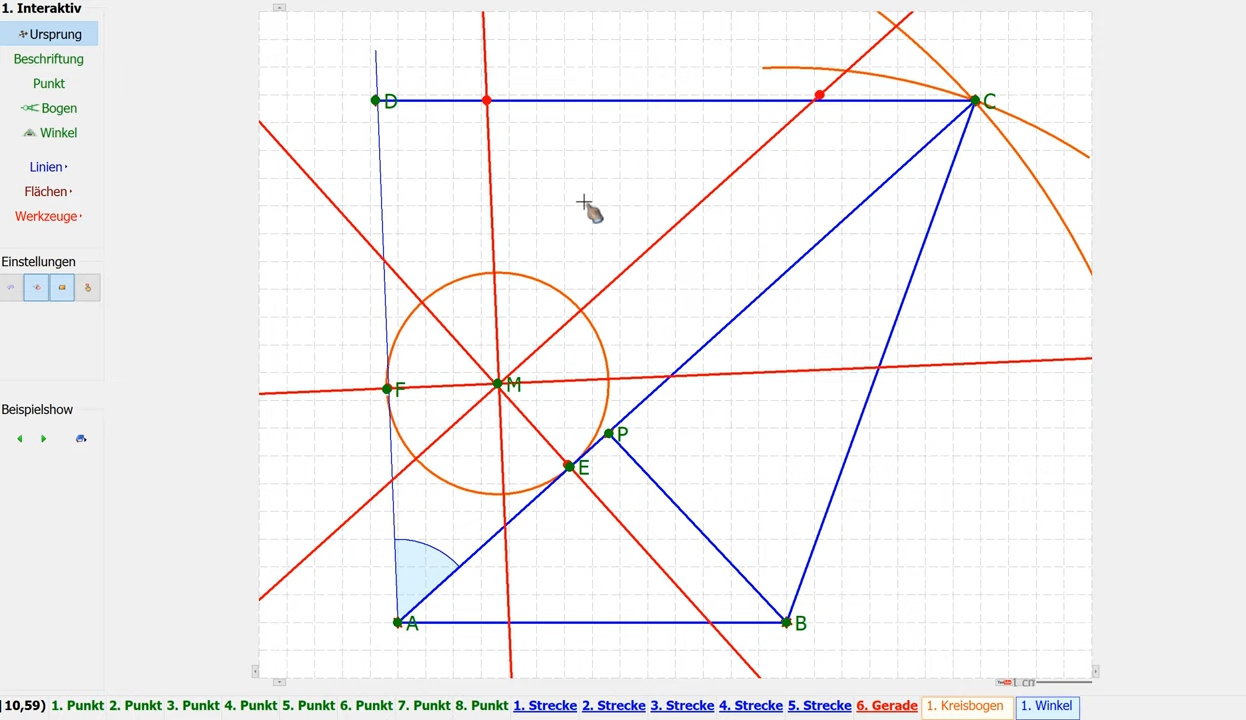 1. Interaktiv
Ursprung
Beschriftung
Punkt
Bogen
Winkel
Linien
Flächen
Werkzeuge
Einstellungen
Beispielshow
D
C
F
M
P
E
A
B
1 cm
10,59) 1. Punkt 2. Punkt 3. Punkt 4. Punkt 5. Punkt 6. Punkt 7. Punkt 8. Punkt 1. Strecke 2. Strecke 3. Strecke 4. Strecke 5. Strecke 6. Gerade 1. Kreisbogen 1. Winkel